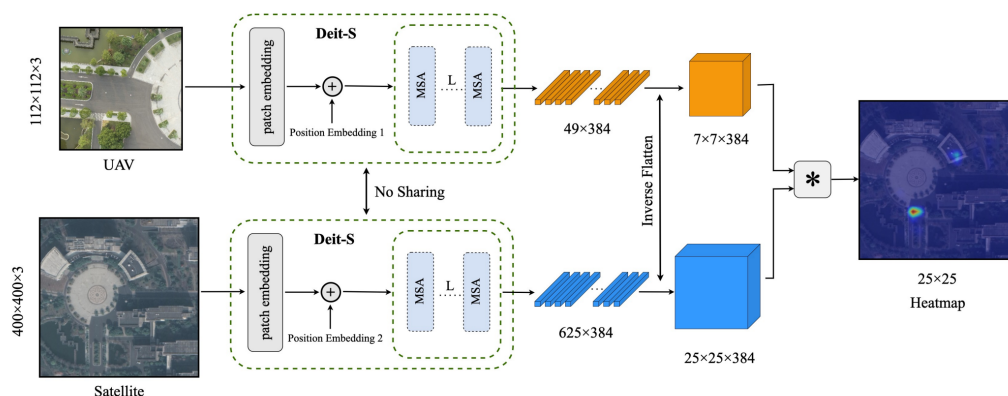 112×112×3
UAV
Deit-S
patch embedding
+
Position Embedding 1
MSA
L
MSA
49×384
7×7×384
No Sharing
Inverse Flatten
*
25×25
Heatmap
400×400×3
Satellite
Deit-S
patch embedding
+
Position Embedding 2
MSA
L
MSA
625×384
25×25×384